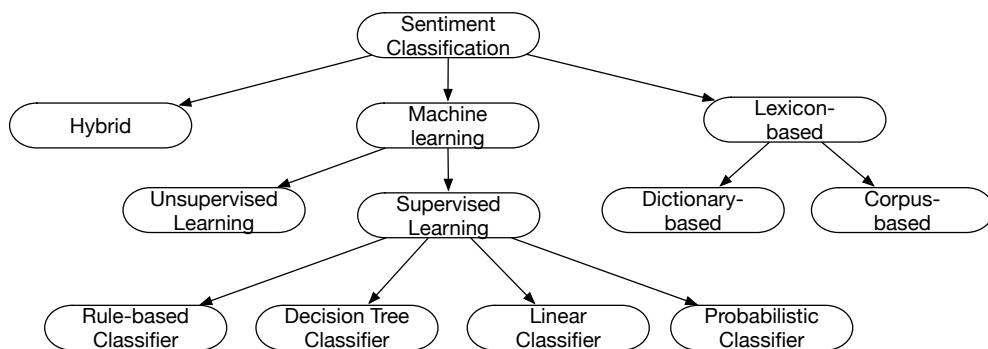 Sentiment
Classification
Hybrid
Machine
learning
Lexicon-
based
Unsupervised
Learning
Supervised
Learning
Dictionary-
based
Corpus-
based
Rule-based
Classifier
Decision Tree
Classifier
Linear
Classifier
Probabilistic
Classifier